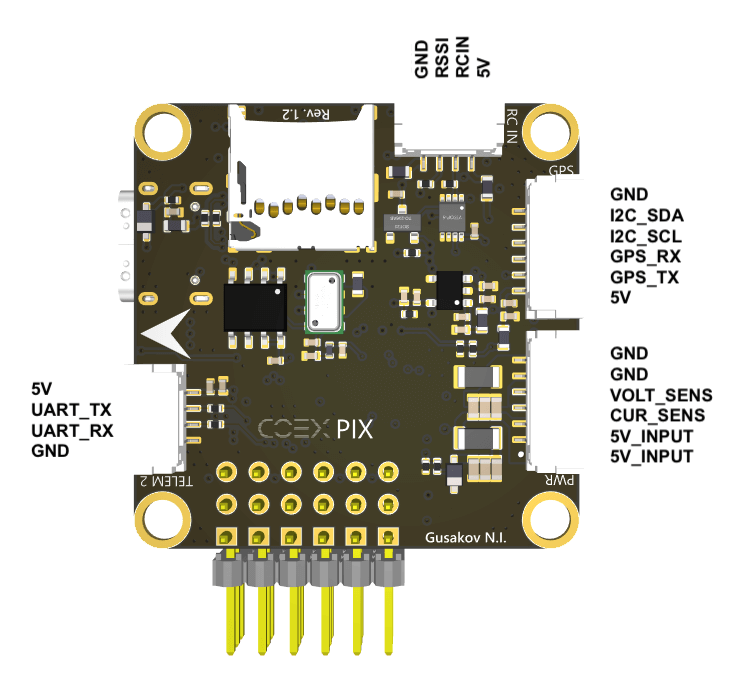 GND
RSSI
RCIN
5V
Rev. 1.2
RC IN
GPS
GND
I2C_SDA
I2C_SCL
GPS_RX
GPS_TX
5V
GND
GND
VOLT_SENS
CUR_SENS
5V_INPUT
5V_INPUT
5V
UART_TX
UART_RX
GND
COEX PIX
TELEM 2
PWR
Gusakov N.I.